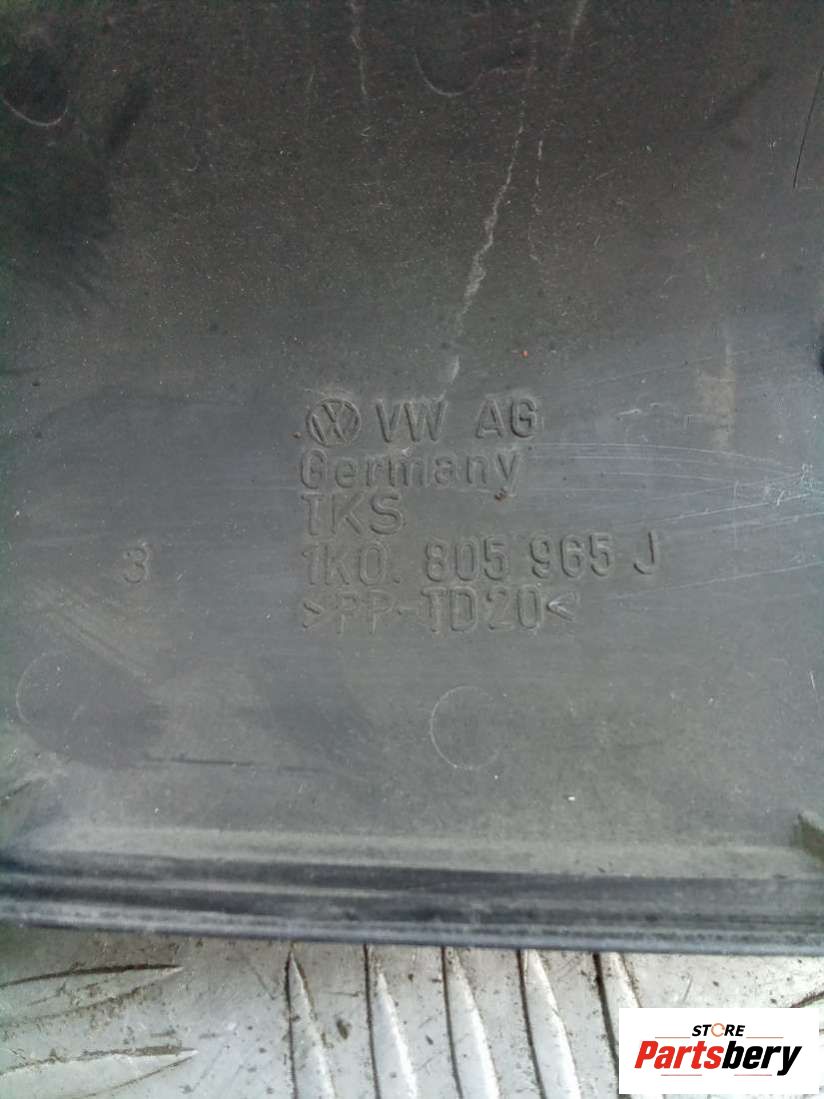 VW AG
Germany
TKS
3
1K0. 805 965 J
>PP-TD20<
STORE
Partsbery